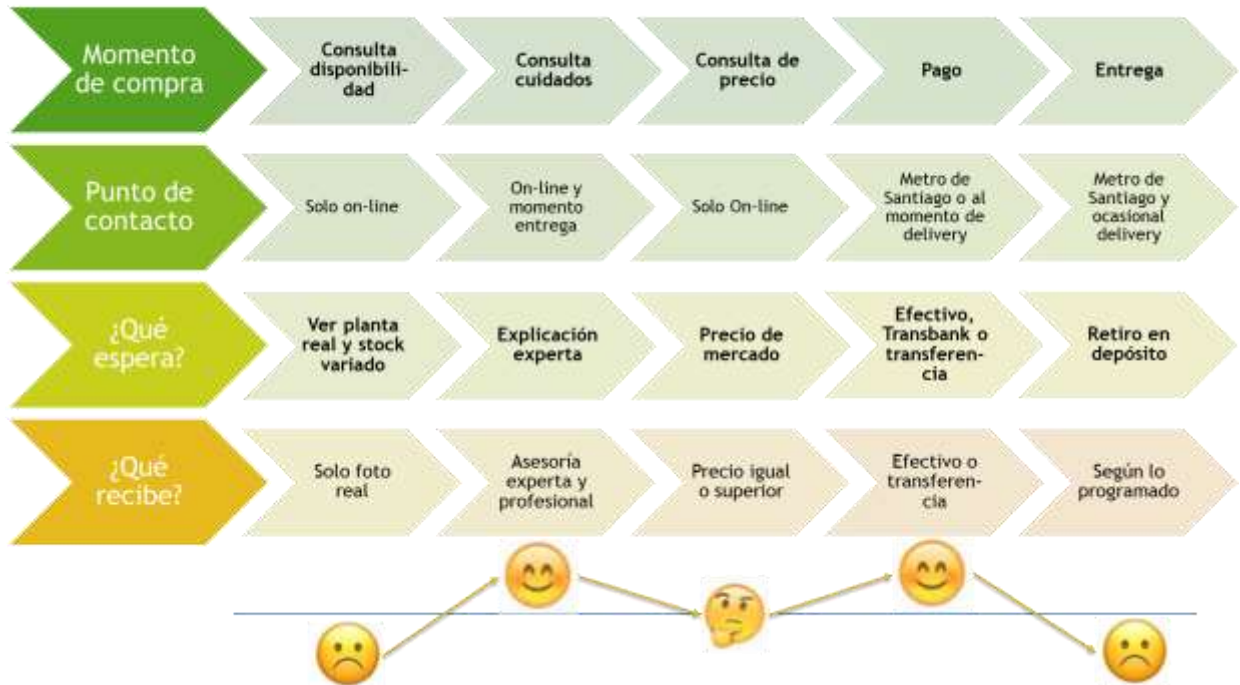 Momento
de compra
Consulta
disponibili-
dad
Consulta
cuidados
Consulta de
precio
Pago
Entrega
Punto de
contacto
Solo on-line
On-line y
momento
entrega
Solo On-line
Metro de
Santiago o al
momento de
delivery
Metro de
Santiago y
ocasional
delivery
¿Qué
espera?
Ver planta
real y stock
variado
Explicación
experta
Precio de
mercado
Efectivo,
Transbank o
transferen-
cia
Retiro en
depósito
¿Qué
recibe?
Solo foto
real
Asesoría
experta y
profesional
Precio igual
o superior
Efectivo o
transferen-
cia
Según lo
programado